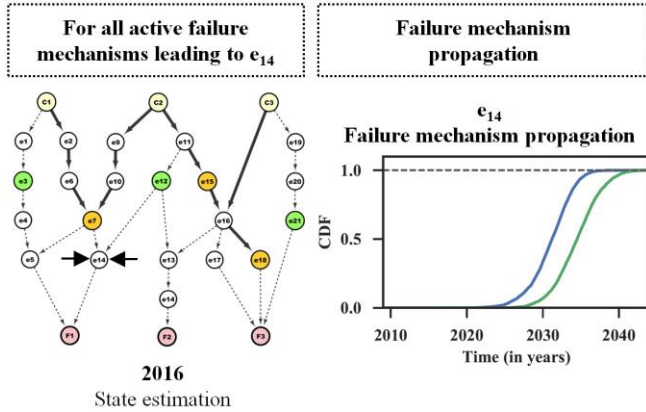 For all active failure
mechanisms leading to e14
Failure mechanism
propagation
C1 C2 C3
e1 e2 e9 e11 e19
e3 e6 e10 e12 e15 e20
e4 e7 e16 e21
e5 e14 e13 e17 e18
e14
F1 F2 F3
2016
State estimation
e14
Failure mechanism propagation
1.0
0.5
0.0
CDF
2010 2020 2030 2040
Time (in years)